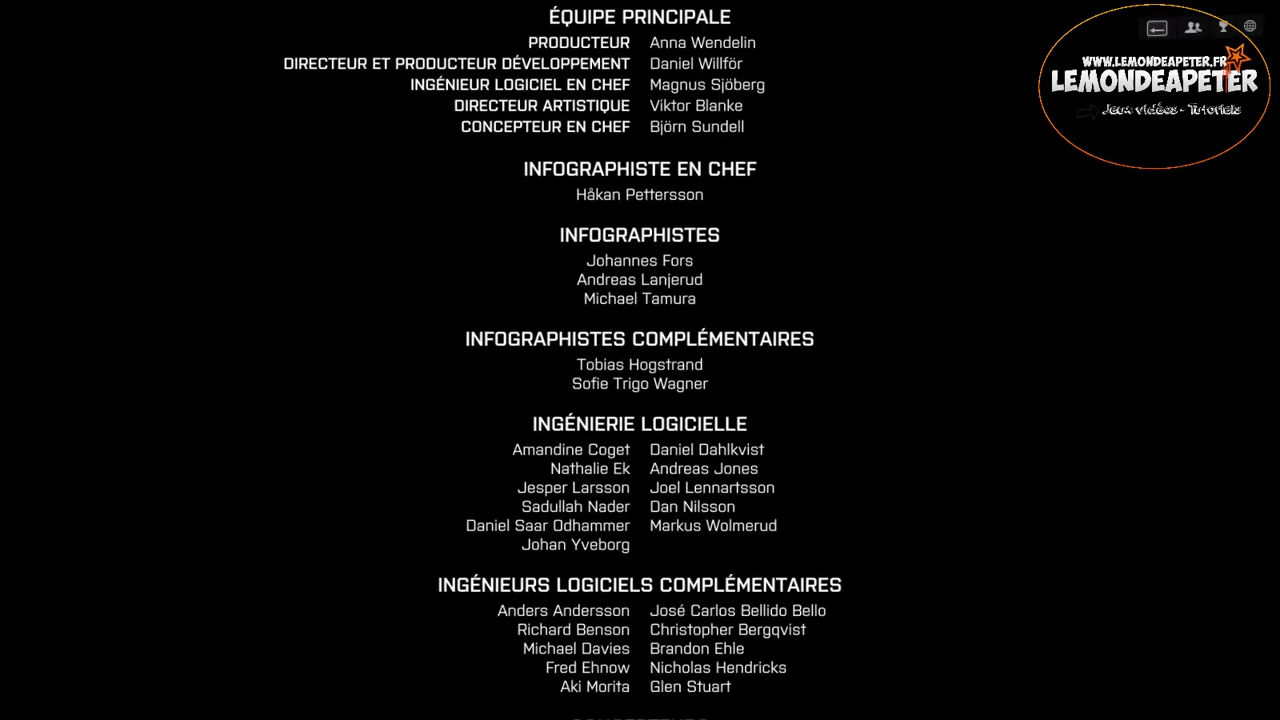 ÉQUIPE PRINCIPALE
PRODUCTEUR Anna Wendelin
DIRECTEUR ET PRODUCTEUR DÉVELOPPEMENT Daniel Willför
INGÉNIEUR LOGICIEL EN CHEF Magnus Sjöberg
DIRECTEUR ARTISTIQUE Viktor Blanke
CONCEPTEUR EN CHEF Björn Sundell
INFOGRAPHISTE EN CHEF
Håkan Pettersson
INFOGRAPHISTES
Johannes Fors
Andreas Lanjerud
Michael Tamura
INFOGRAPHISTES COMPLÉMENTAIRES
Tobias Hogstrand
Sofie Trigo Wagner
INGÉNIERIE LOGICIELLE
Amandine Coget Daniel Dahlkvist
Nathalie Ek Andreas Jones
Jesper Larsson Joel Lennartsson
Sadullah Nader Dan Nilsson
Daniel Saar Odhammer Markus Wolmerud
Johan Yveborg
INGÉNIEURS LOGICIELS COMPLÉMENTAIRES
Anders Andersson José Carlos Bellido Bello
Richard Benson Christopher Bergqvist
Michael Davies Brandon Ehle
Fred Ehnow Nicholas Hendricks
Aki Morita Glen Stuart
WWW.LEMONDEAPETER.FR
LEMONDEAPETER
Jeux vidéos - Tutoriels